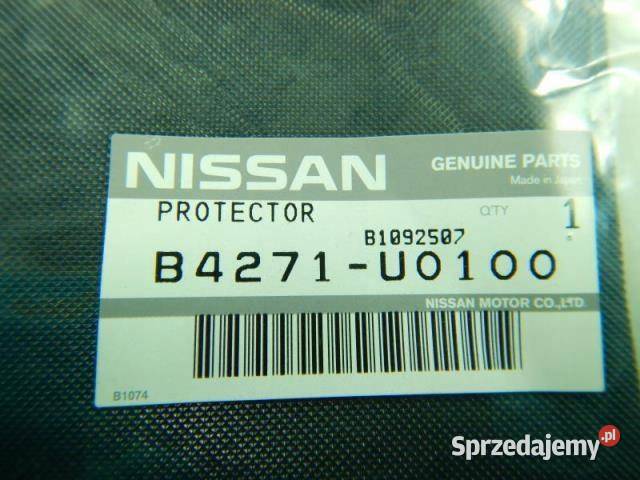 NISSAN
GENUINE PARTS
Made in Japan
PROTECTOR
Q'TY 1
B1092507
B4271-U0100
NISSAN MOTOR CO.,LTD.
B1074
Sprzedajemy.pl